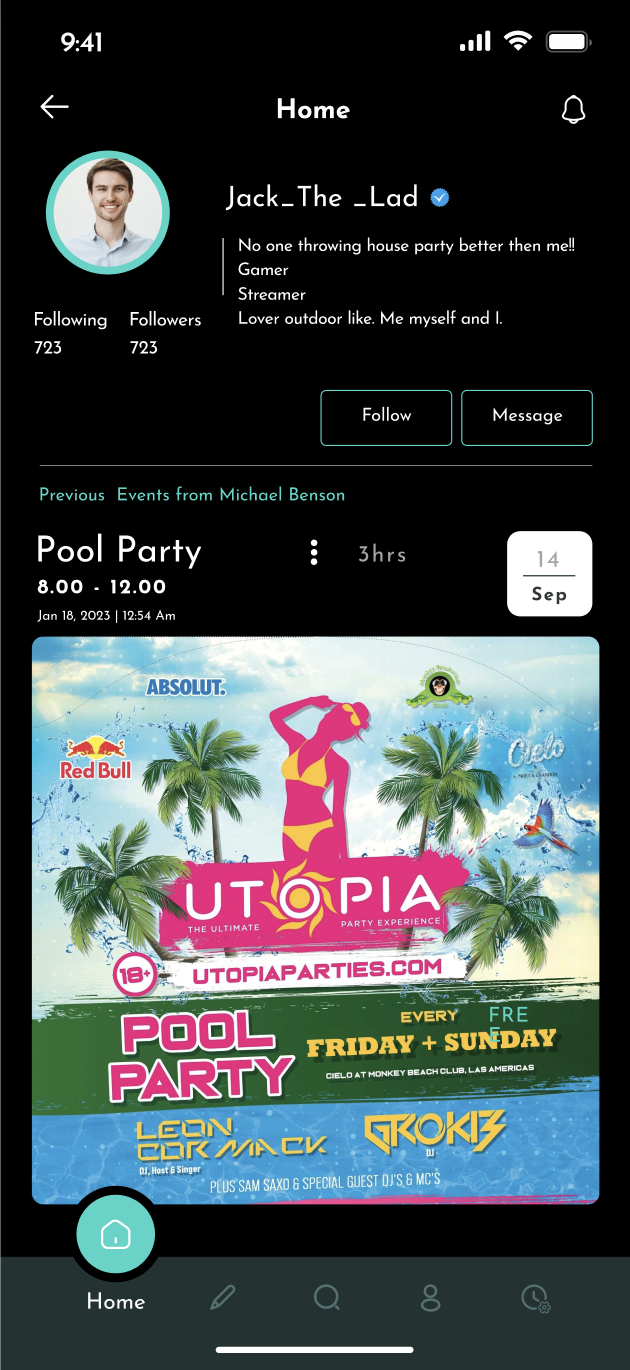 9:41
Home
Jack_The _Lad
No one throwing house party better then me!!
Gamer
Streamer
Lover outdoor like. Me myself and I.
Following Followers
723 723
Follow Message
Previous Events from Michael Benson
Pool Party 3hrs 14
8.00 - 12.00 Sep
Jan 18, 2023 | 12:54 Am
ABSOLUT.
Red Bull
Cielo
UTOPIA
THE ULTIMATE PARTY EXPERIENCE
18+ UTOPIAPARTIES.COM
POOL PARTY
EVERY
FRIDAY + SUNDAY
FRE
E
CIELO AT MONKEY BEACH CLUB, LAS AMERICAS
LEON CORMACK
DJ, Host & Singer
GROKI3
DJ
PLUS SAM SAXO & SPECIAL GUEST DJ'S & MC'S
Home